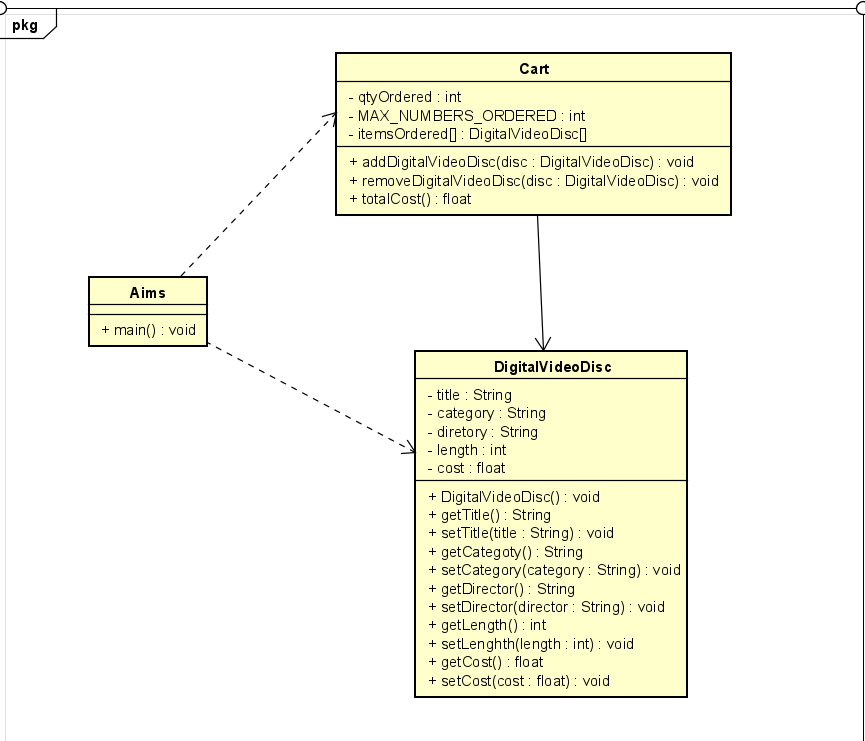 pkg
Cart
- qtyOrdered : int
- MAX_NUMBERS_ORDERED : int
- itemsOrdered[] : DigitalVideoDisc[]
+ addDigitalVideoDisc(disc : DigitalVideoDisc) : void
+ removeDigitalVideoDisc(disc : DigitalVideoDisc) : void
+ totalCost() : float
Aims
+ main() : void
DigitalVideoDisc
- title : String
- category : String
- diretory : String
- length : int
- cost : float
+ DigitalVideoDisc() : void
+ getTitle() : String
+ setTitle(title : String) : void
+ getCategoty() : String
+ setCategory(category : String) : void
+ getDirector() : String
+ setDirector(director : String) : void
+ getLength() : int
+ setLenghth(length : int) : void
+ getCost() : float
+ setCost(cost : float) : void